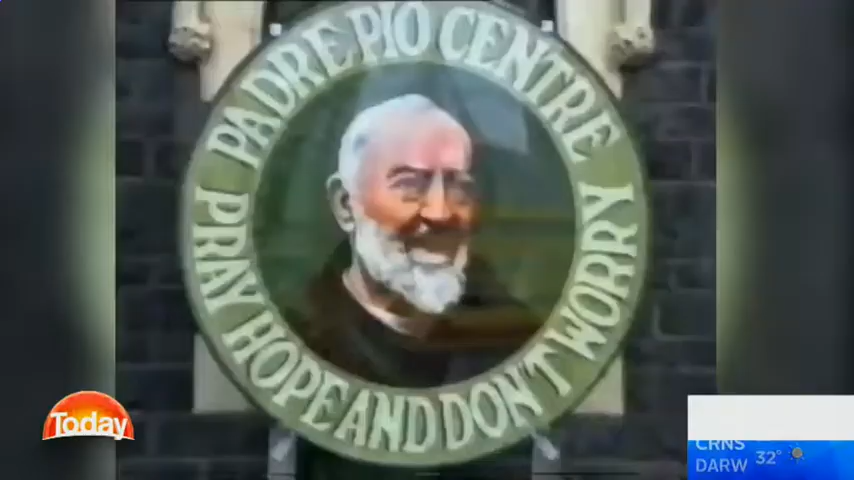 PADRE PIO CENTRE
PRAY HOPE AND DON'T WORRY
Today
CRNS
DARW 32°